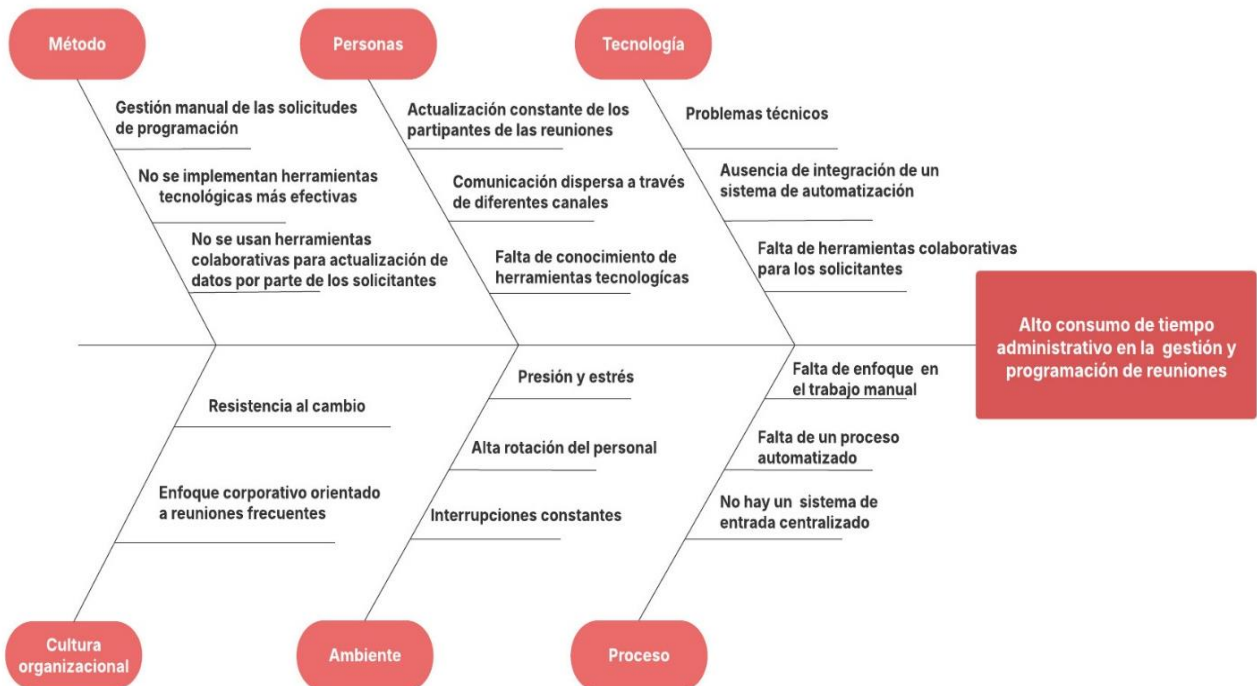 Método
Personas
Tecnología
Gestión manual de las solicitudes
de programación
No se implementan herramientas
tecnológicas más efectivas
No se usan herramientas
colaborativas para actualización de
datos por parte de los solicitantes
Actualización constante de los
partipantes de las reuniones
Comunicación dispersa a través
de diferentes canales
Falta de conocimiento de
herramientas tecnologícas
Problemas técnicos
Ausencia de integración de un
sistema de automatización
Falta de herramientas colaborativas
para los solicitantes
Alto consumo de tiempo
administrativo en la gestión y
programación de reuniones
Resistencia al cambio
Enfoque corporativo orientado
a reuniones frecuentes
Presión y estrés
Alta rotación del personal
Interrupciones constantes
Falta de enfoque en
el trabajo manual
Falta de un proceso
automatizado
No hay un sistema de
entrada centralizado
Cultura
organizacional
Ambiente
Proceso